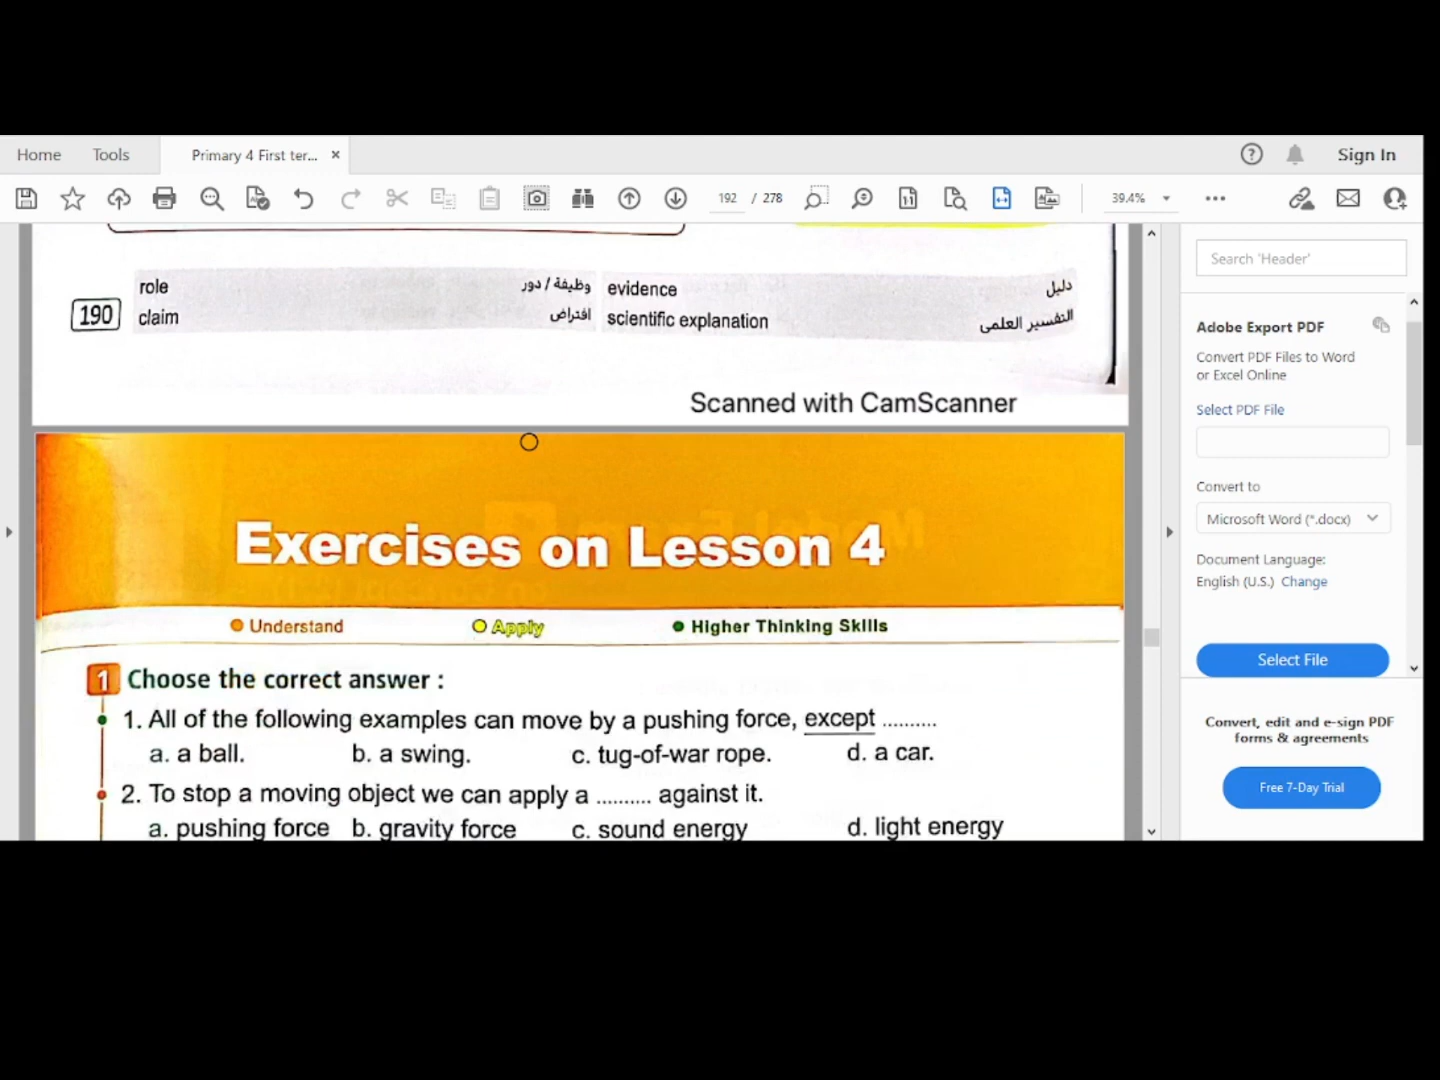 Home Tools Primary 4 First ter... × Sign In
192 / 278 39.4%
role وظيفة / دور evidence دليل
190 claim افتراض scientific explanation التفسير العلمى
Scanned with CamScanner
Exercises on Lesson 4
Understand Apply Higher Thinking Skills
1 Choose the correct answer :
1. All of the following examples can move by a pushing force, except ..........
a. a ball. b. a swing. c. tug-of-war rope. d. a car.
2. To stop a moving object we can apply a .......... against it.
a. pushing force b. gravity force c. sound energy d. light energy
Search 'Header'
Adobe Export PDF
Convert PDF Files to Word
or Excel Online
Select PDF File
Convert to
Microsoft Word (*.docx)
Document Language:
English (U.S.) Change
Select File
Convert, edit and e-sign PDF
forms & agreements
Free 7-Day Trial